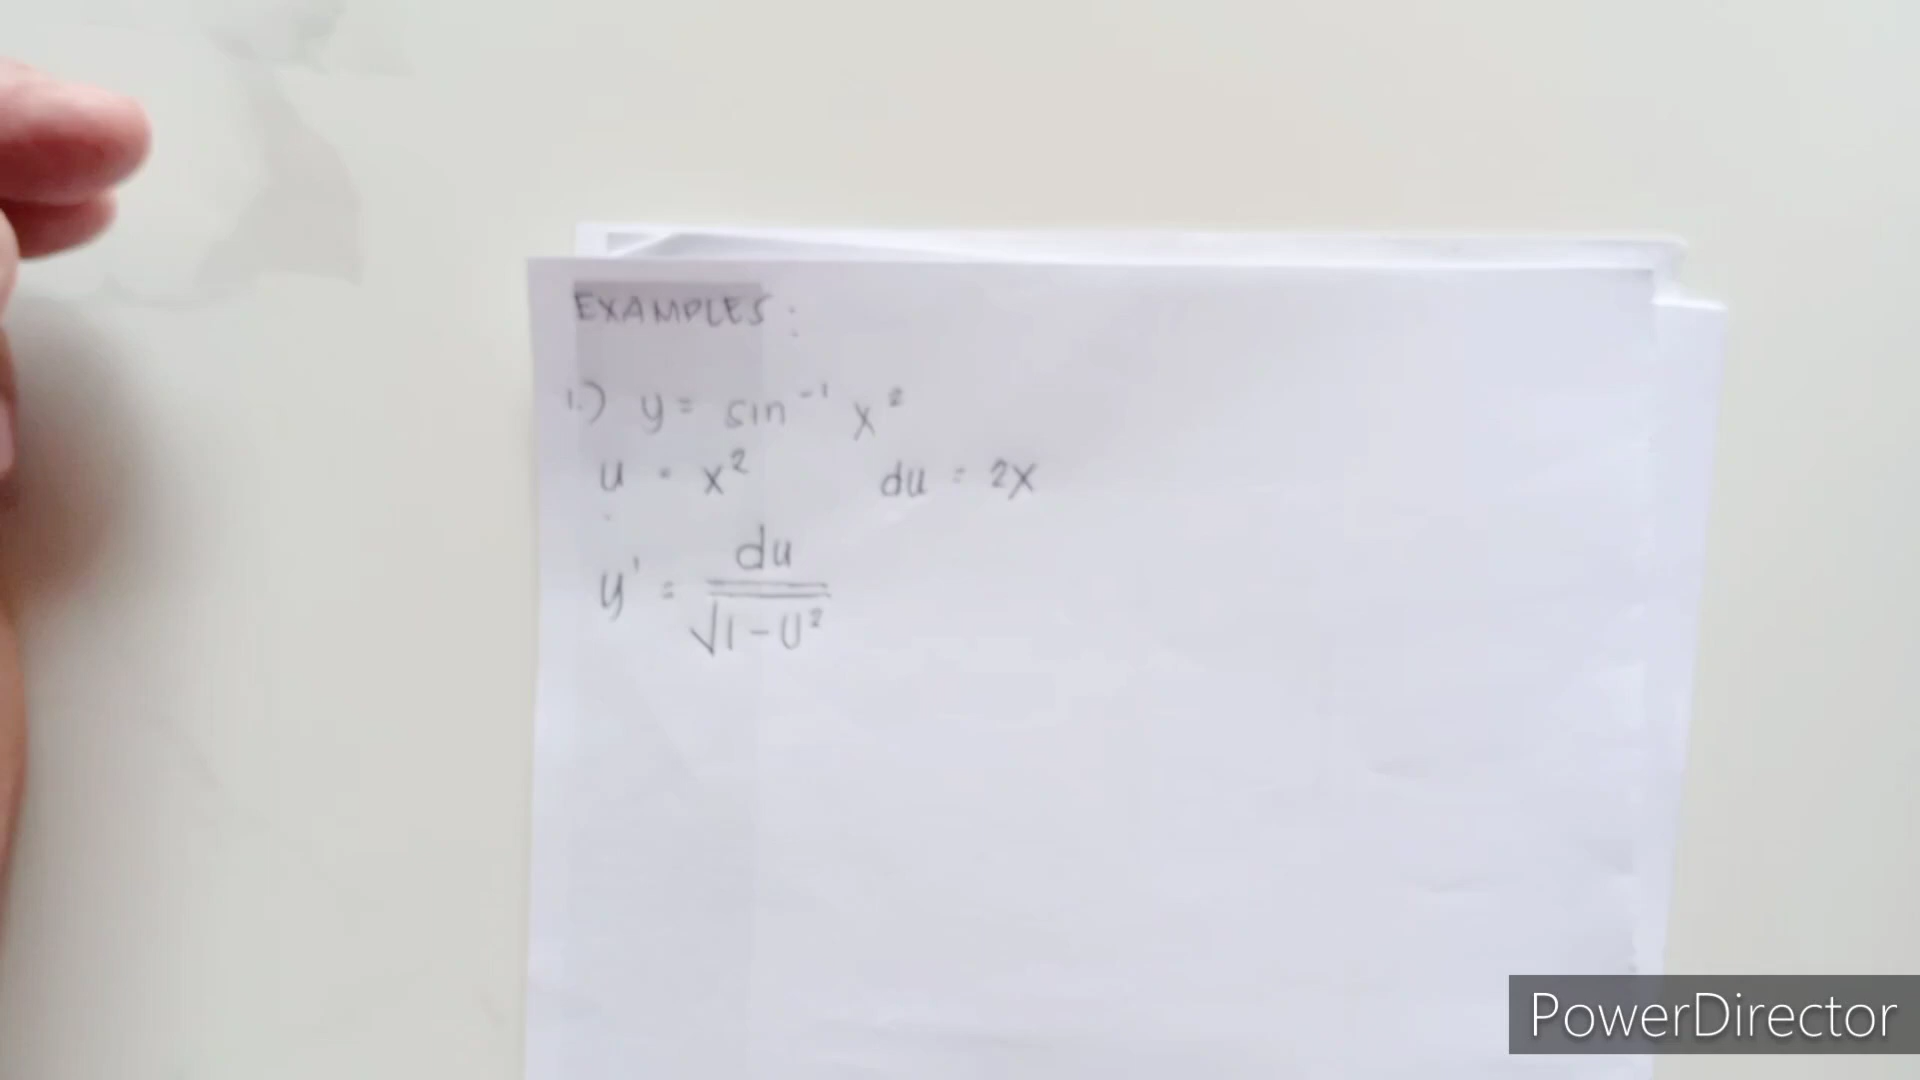 EXAMPLES:
1.) y = sin⁻¹ x²
u = x² du = 2x
y' = du
√1-U²
PowerDirector